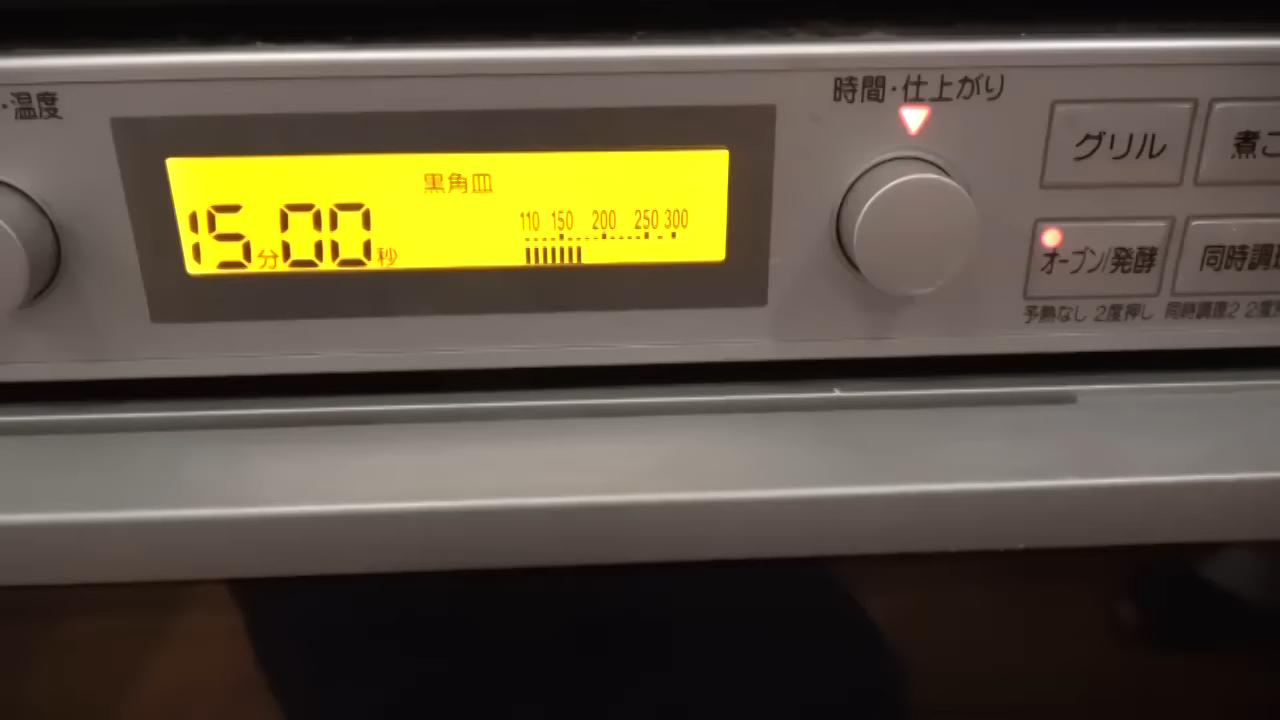 ・温度
黒角皿
15分00秒
110 150 200 250 300
時間・仕上がり
グリル
煮こ
オーブン/発酵
同時調理
予熱なし 2度押し
同時調理2 2度押